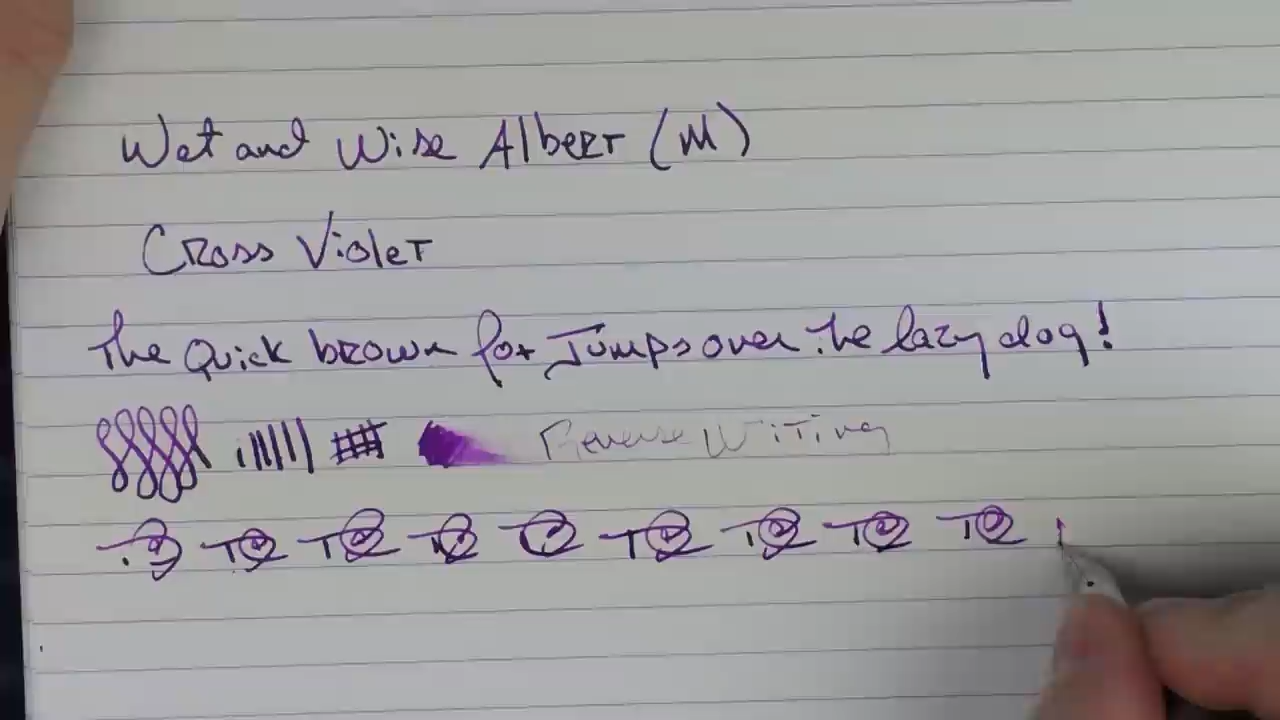 Wet and Wise Albert (M)
Cross Violet
The Quick brown fox Jumps over the lazy dog!
Reverse Writing